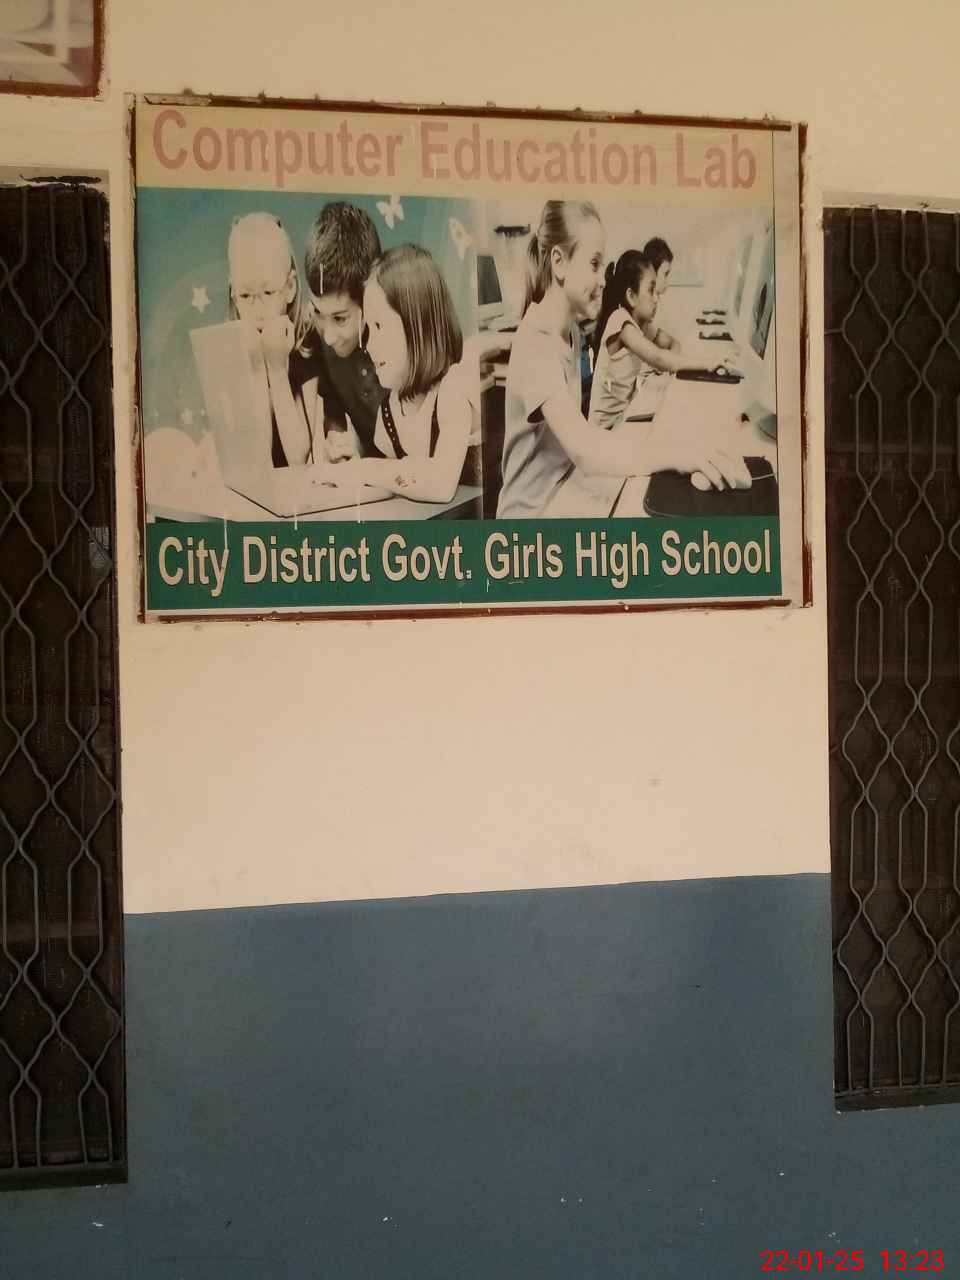 Computer Education Lab
City District Govt. Girls High School
22-01-25 13:23